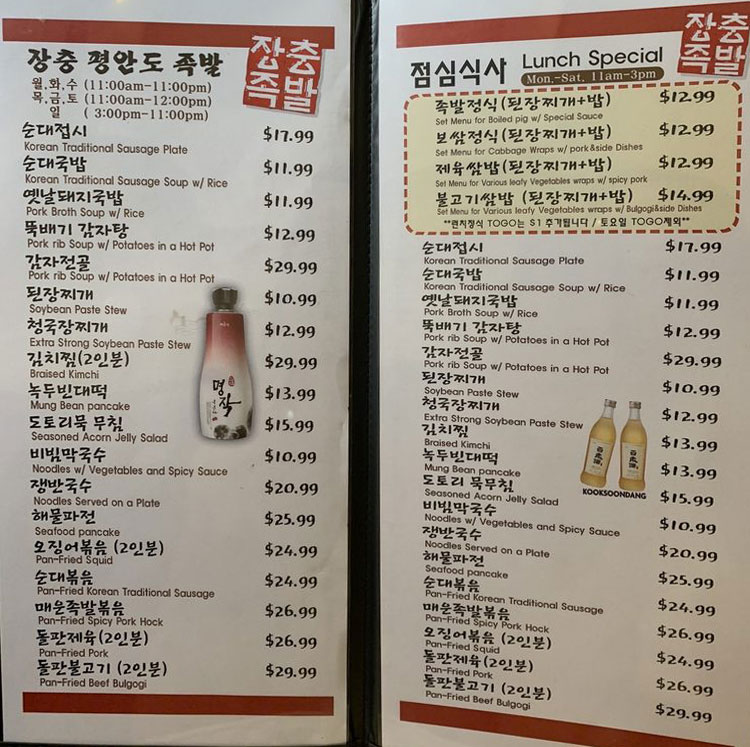 장충 평안도 족발
장충
족발
월,화,수 (11:00am-11:00pm)
목,금,토 (11:00am-12:00pm)
일 ( 3:00pm-11:00pm)
순대접시 $17.99
Korean Traditional Sausage Plate
순대국밥 $11.99
Korean Traditional Sausage Soup w/ Rice
옛날돼지국밥 $11.99
Pork Broth Soup w/ Rice
뚝배기 감자탕 $12.99
Pork rib Soup w/ Potatoes in a Hot Pot
감자전골 $29.99
Pork rib Soup w/ Potatoes in a Hot Pot
된장찌개 $10.99
Soybean Paste Stew
청국장찌개 $12.99
Extra Strong Soybean Paste Stew
김치찜(2인분) $29.99
Braised Kimchi
녹두빈대떡 $13.99
Mung Bean pancake
도토리묵 무침 $15.99
Seasoned Acorn Jelly Salad
비빔막국수 $10.99
Noodles w/ Vegetables and Spicy Sauce
쟁반국수 $20.99
Noodles Served on a Plate
해물파전 $25.99
Seafood pancake
오징어볶음 (2인분) $24.99
Pan-Fried Squid
순대볶음 $24.99
Pan-Fried Korean Traditional Sausage
매운족발볶음 $26.99
Pan-Fried Spicy Pork Hock
돌판제육(2인분) $26.99
Pan-Fried Pork
돌판불고기 (2인분) $29.99
Pan-Fried Beef Bulgogi
명작
점심식사 Lunch Special
Mon.-Sat. 11am-3pm
장충
족발
족발정식(된장찌개+밥) $12.99
Set Menu for Boiled pig w/ Special Sauce
보쌈정식(된장찌개+밥) $12.99
Set Menu for Cabbage Wraps w/ pork&side Dishes
제육쌈밥(된장찌개+밥) $12.99
Set Menu for Various leafy Vegetables wraps w/ spicy pork
불고기쌈밥 (된장찌개+밥) $14.99
Set Menu for Various Leafy Vegetables wraps w/ Bulgogi&side Dishes
**런치정식 TOGO는 $1 추가됩니다 / 토요일 TOGO제외**
순대접시 $17.99
Korean Traditional Sausage Plate
순대국밥 $11.99
Korean Traditional Sausage Soup w/ Rice
옛날돼지국밥 $11.99
Pork Broth Soup w/ Rice
뚝배기 감자탕 $12.99
Pork rib Soup w/ Potatoes in a Hot Pot
감자전골 $29.99
Pork rib Soup w/ Potatoes in a Hot Pot
된장찌개 $10.99
Soybean Paste Stew
청국장찌개 $12.99
Extra Strong Soybean Paste Stew
김치찜 $13.99
Braised Kimchi
녹두빈대떡 $13.99
Mung Bean pancake
도토리 묵무침 $15.99
Seasoned Acorn Jelly Salad
비빔막국수 $10.99
Noodles w/ Vegetables and Spicy Sauce
쟁반국수 $20.99
Noodles Served on a Plate
해물파전 $25.99
Seafood pancake
순대볶음 $24.99
Pan-Fried Korean Traditional Sausage
매운족발볶음 $26.99
Pan-Fried Spicy Pork Hock
오징어볶음 (2인분) $24.99
Pan-Fried Squid
돌판제육(2인분) $26.99
Pan-Fried Pork
돌판불고기 (2인분) $29.99
Pan-Fried Beef Bulgogi
KOOKSOONDANG